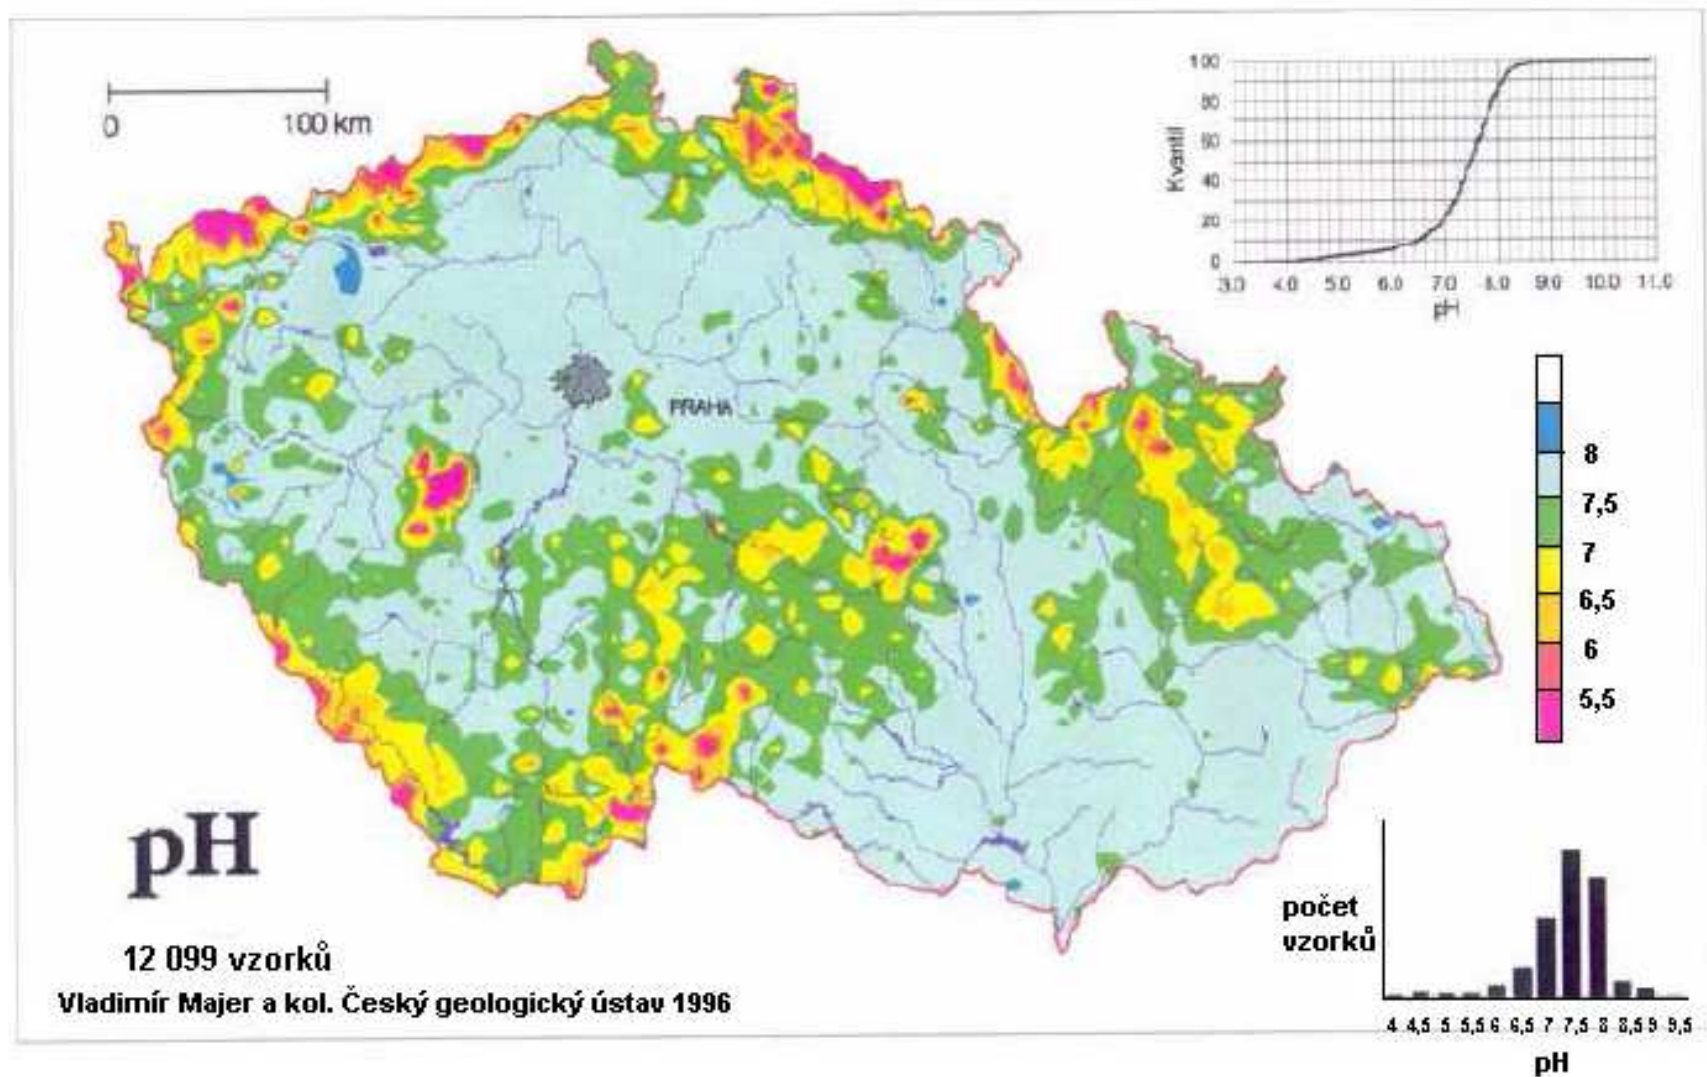 0 100 km
100
80
60
40
20
0
Kvantil
3.0 4.0 5.0 6.0 7.0 8.0 9.0 10.0 11.0
pH
PRAHA
8
7,5
7
6,5
6
5,5
pH
12 099 vzorků
Vladimír Majer a kol. Český geologický ústav 1996
počet
vzorků
4 4,5 5 5,5 6 6,5 7 7,5 8 8,5 9 9,5
pH